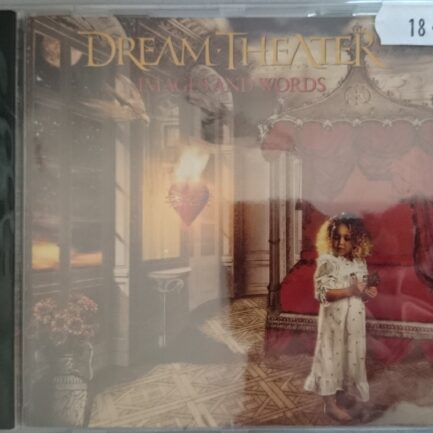 DREAM THEATER
IMAGES AND WORDS
18